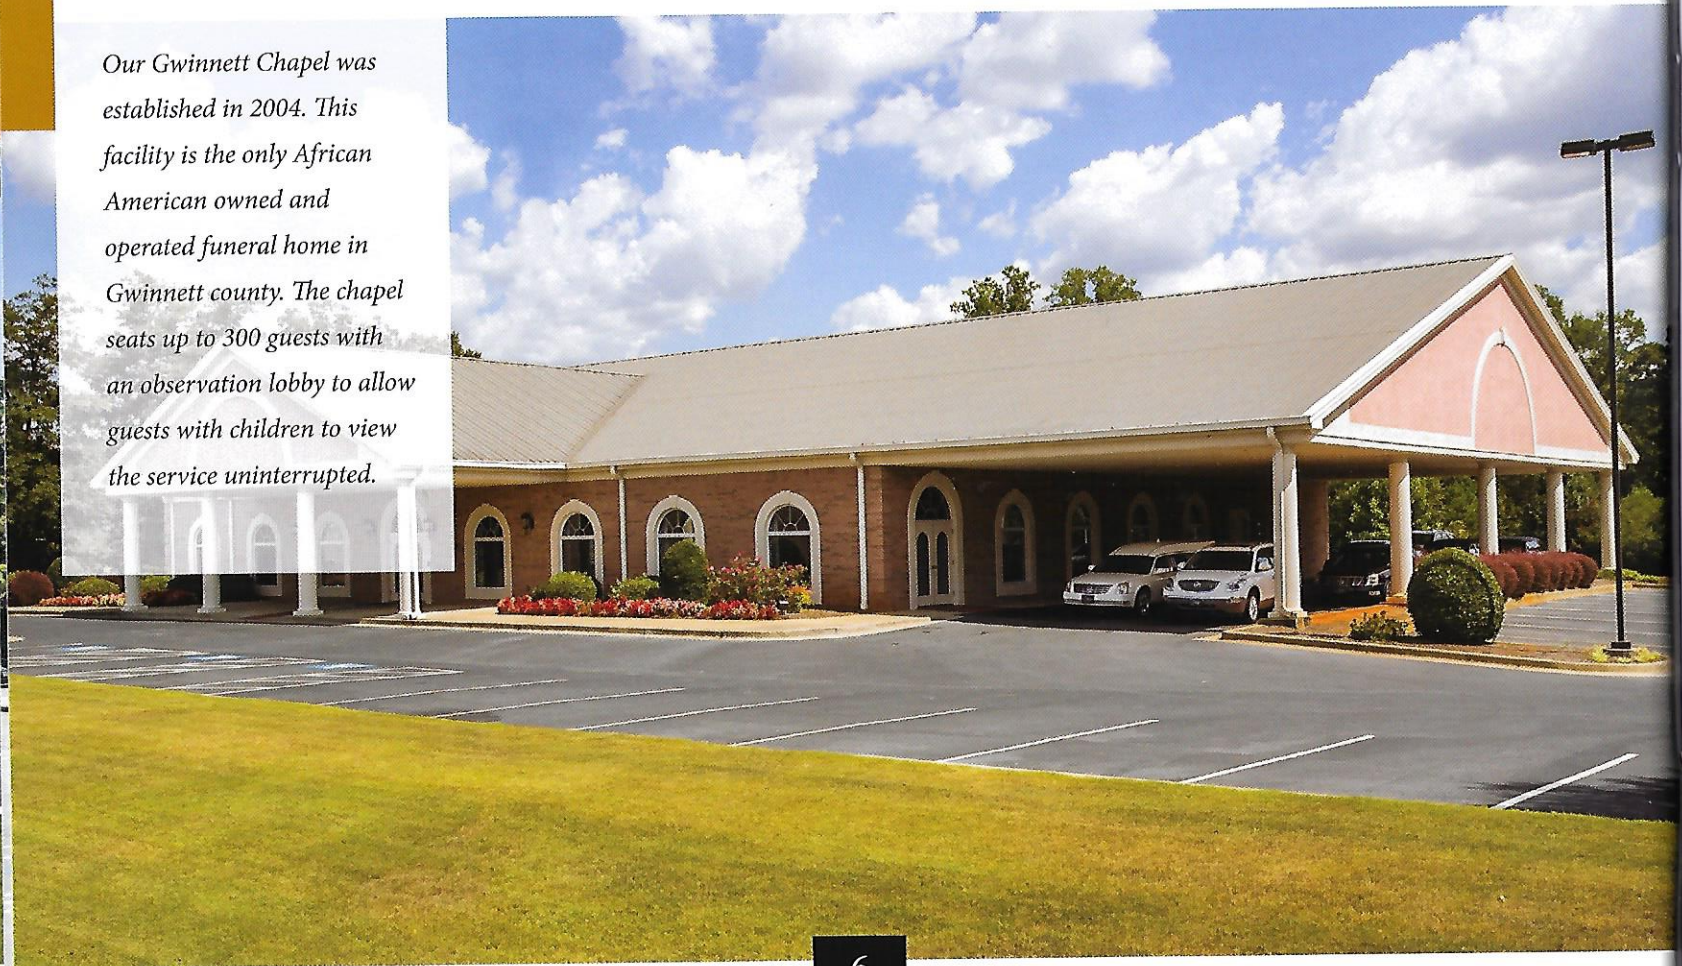 Our Gwinnett Chapel was
established in 2004. This
facility is the only African
American owned and
operated funeral home in
Gwinnett county. The chapel
seats up to 300 guests with
an observation lobby to allow
guests with children to view
the service uninterrupted.
6